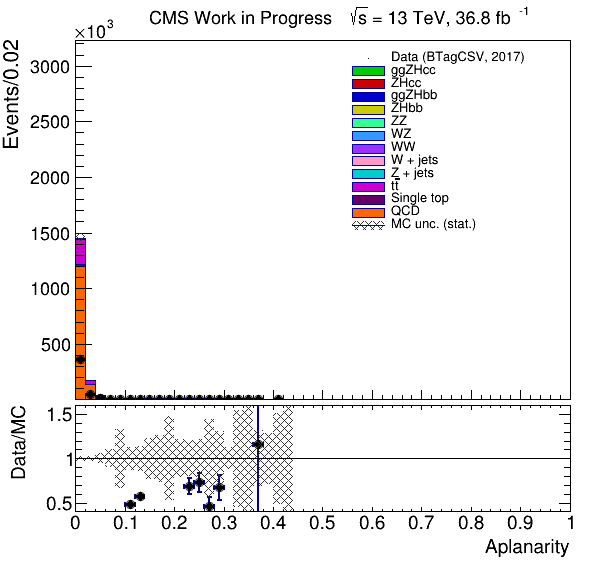 CMS Work in Progress √s = 13 TeV, 36.8 fb -1
×10³
Events/0.02
3000
2500
2000
1500
1000
500
Data (BTagCSV, 2017)
ggZHcc
ZHcc
ggZHbb
ZHbb
ZZ
WZ
WW
W + jets
Z + jets
tt̅
Single top
QCD
MC unc. (stat.)
Data/MC
1.5
1
0.5
0 0.1 0.2 0.3 0.4 0.5 0.6 0.7 0.8 0.9 1
Aplanarity